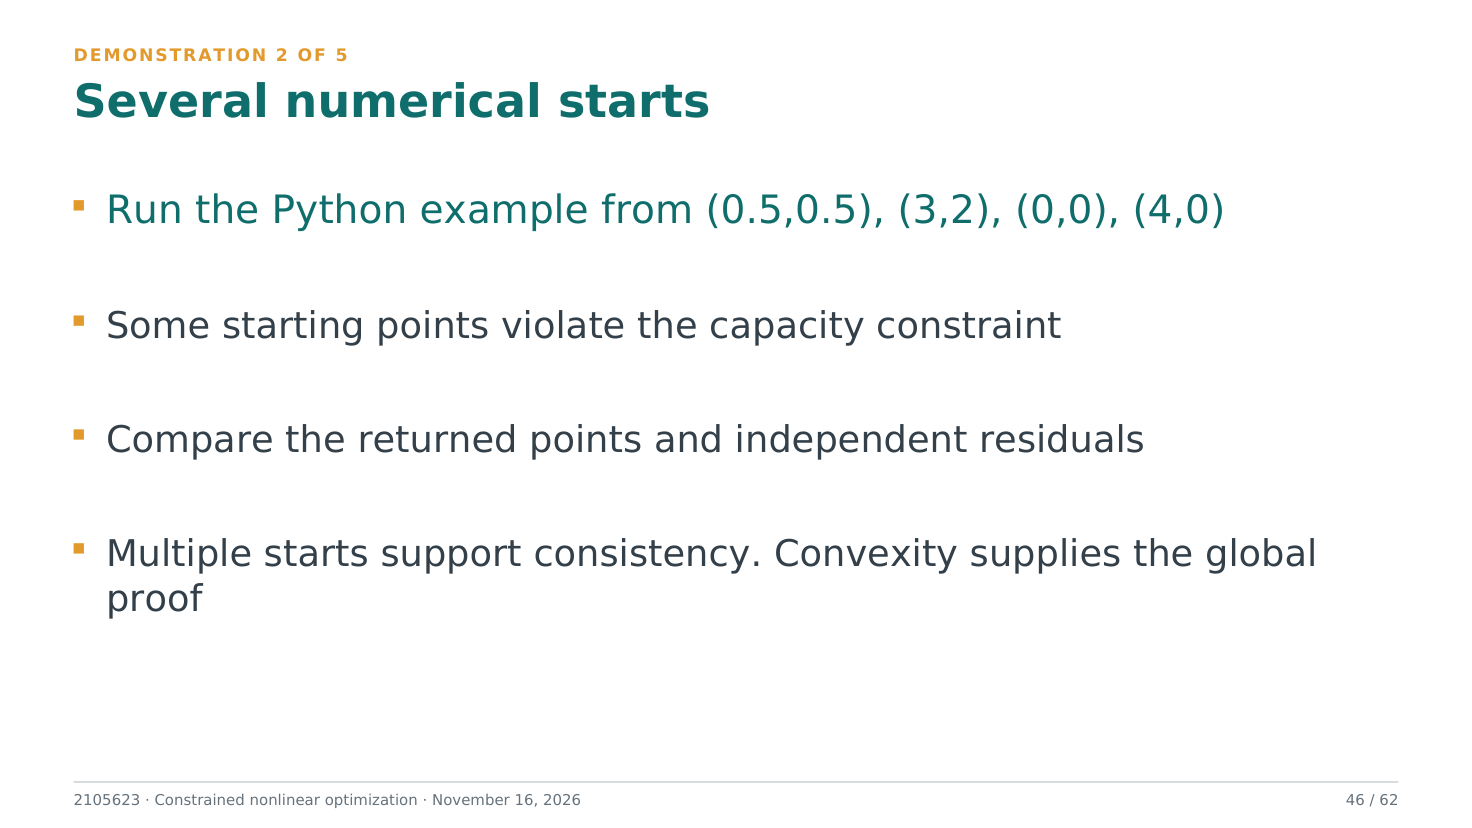 DEMONSTRATION 2 OF 5
Several numerical starts
Run the Python example from (0.5,0.5), (3,2), (0,0), (4,0)
Some starting points violate the capacity constraint
Compare the returned points and independent residuals
Multiple starts support consistency. Convexity supplies the global
proof
2105623 · Constrained nonlinear optimization · November 16, 2026
46 / 62